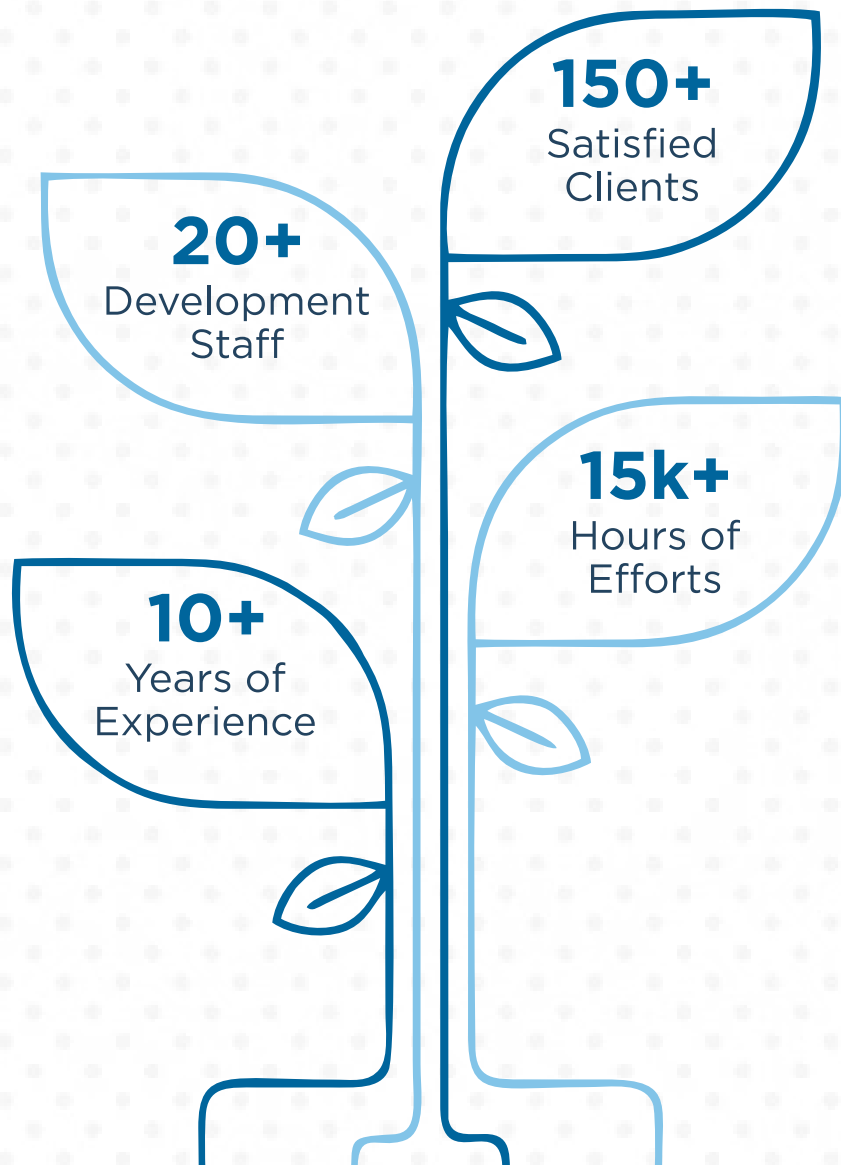 150+
Satisfied
Clients
20+
Development
Staff
15k+
Hours of
Efforts
10+
Years of
Experience